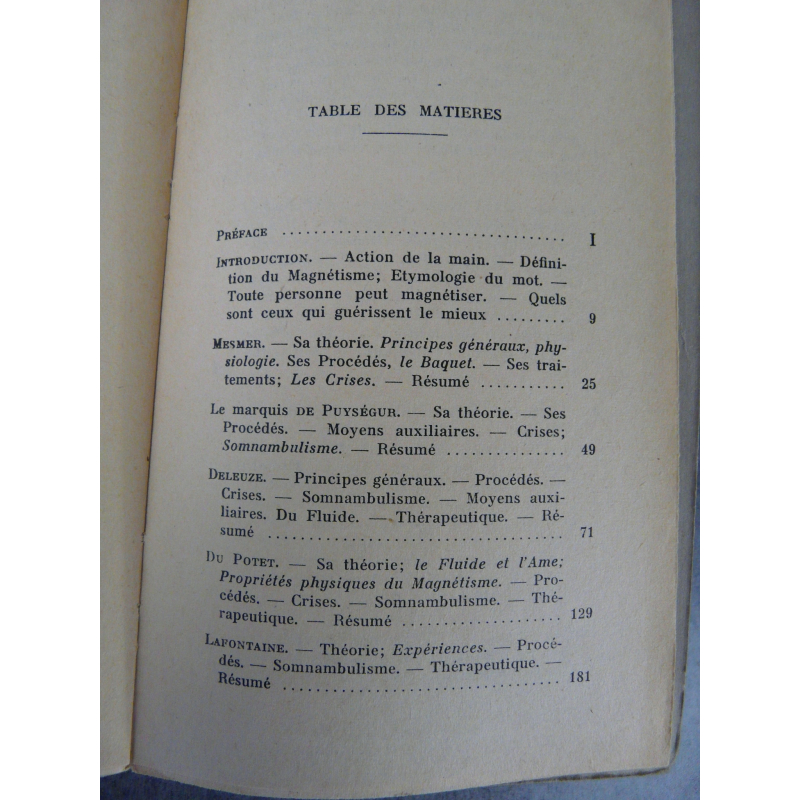 TABLE DES MATIERES
PRÉFACE .................................. I
INTRODUCTION. — Action de la main. — Défini-
tion du Magnétisme; Etymologie du mot. —
Toute personne peut magnétiser. — Quels
sont ceux qui guérissent le mieux ......... 9
MESMER. — Sa théorie. Principes généraux, phy-
siologie. Ses Procédés, le Baquet. — Ses trai-
tements; Les Crises. — Résumé ........... 25
Le marquis DE PUYSÉGUR. — Sa théorie. — Ses
Procédés. — Moyens auxiliaires. — Crises;
Somnambulisme. — Résumé ............... 49
DELEUZE. — Principes généraux. — Procédés. —
Crises. — Somnambulisme. — Moyens auxi-
liaires. Du Fluide. — Thérapeutique. — Ré-
sumé .................................... 71
DU POTET. — Sa théorie; le Fluide et l'Ame;
Propriétés physiques du Magnétisme. — Pro-
cédés. — Crises. — Somnambulisme. — Thé-
rapeutique. — Résumé .................... 129
LAFONTAINE. — Théorie; Expériences. — Procé-
dés. — Somnambulisme. — Thérapeutique. —
Résumé .................................. 181